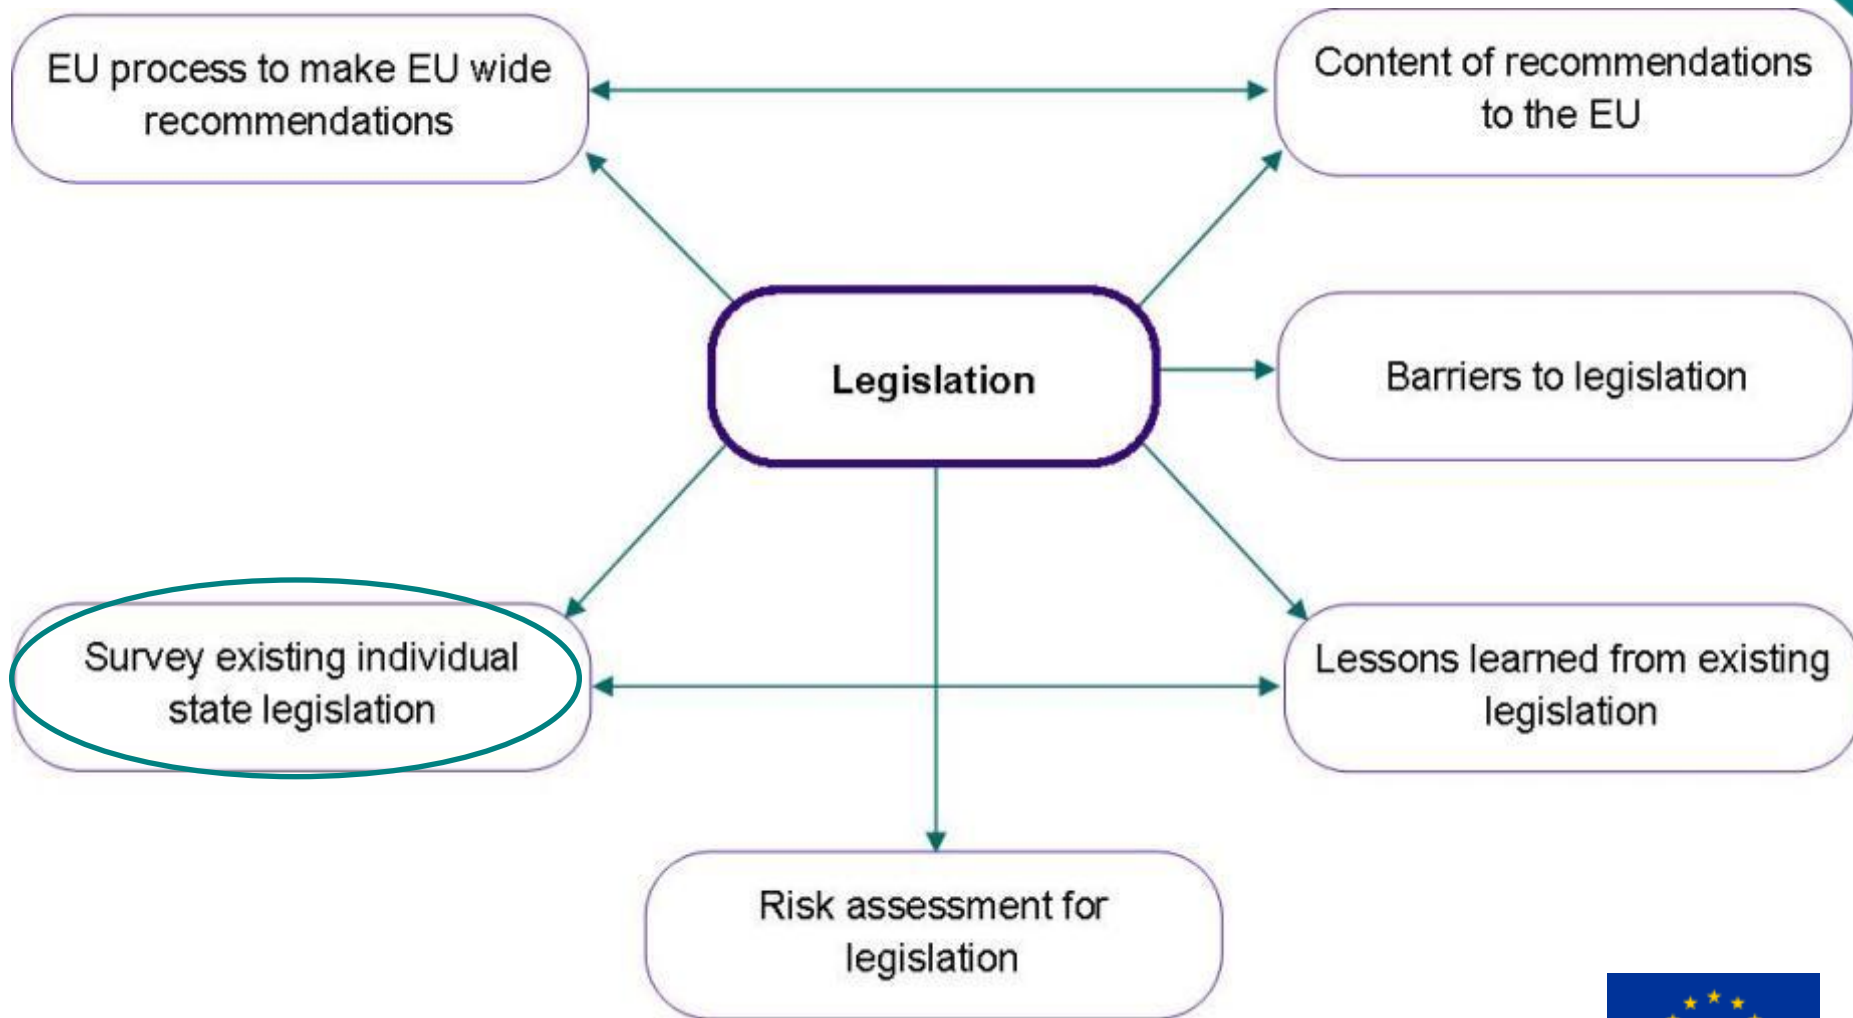 EU process to make EU wide
recommendations
Content of recommendations
to the EU
Legislation
Barriers to legislation
Survey existing individual
state legislation
Lessons learned from existing
legislation
Risk assessment for
legislation